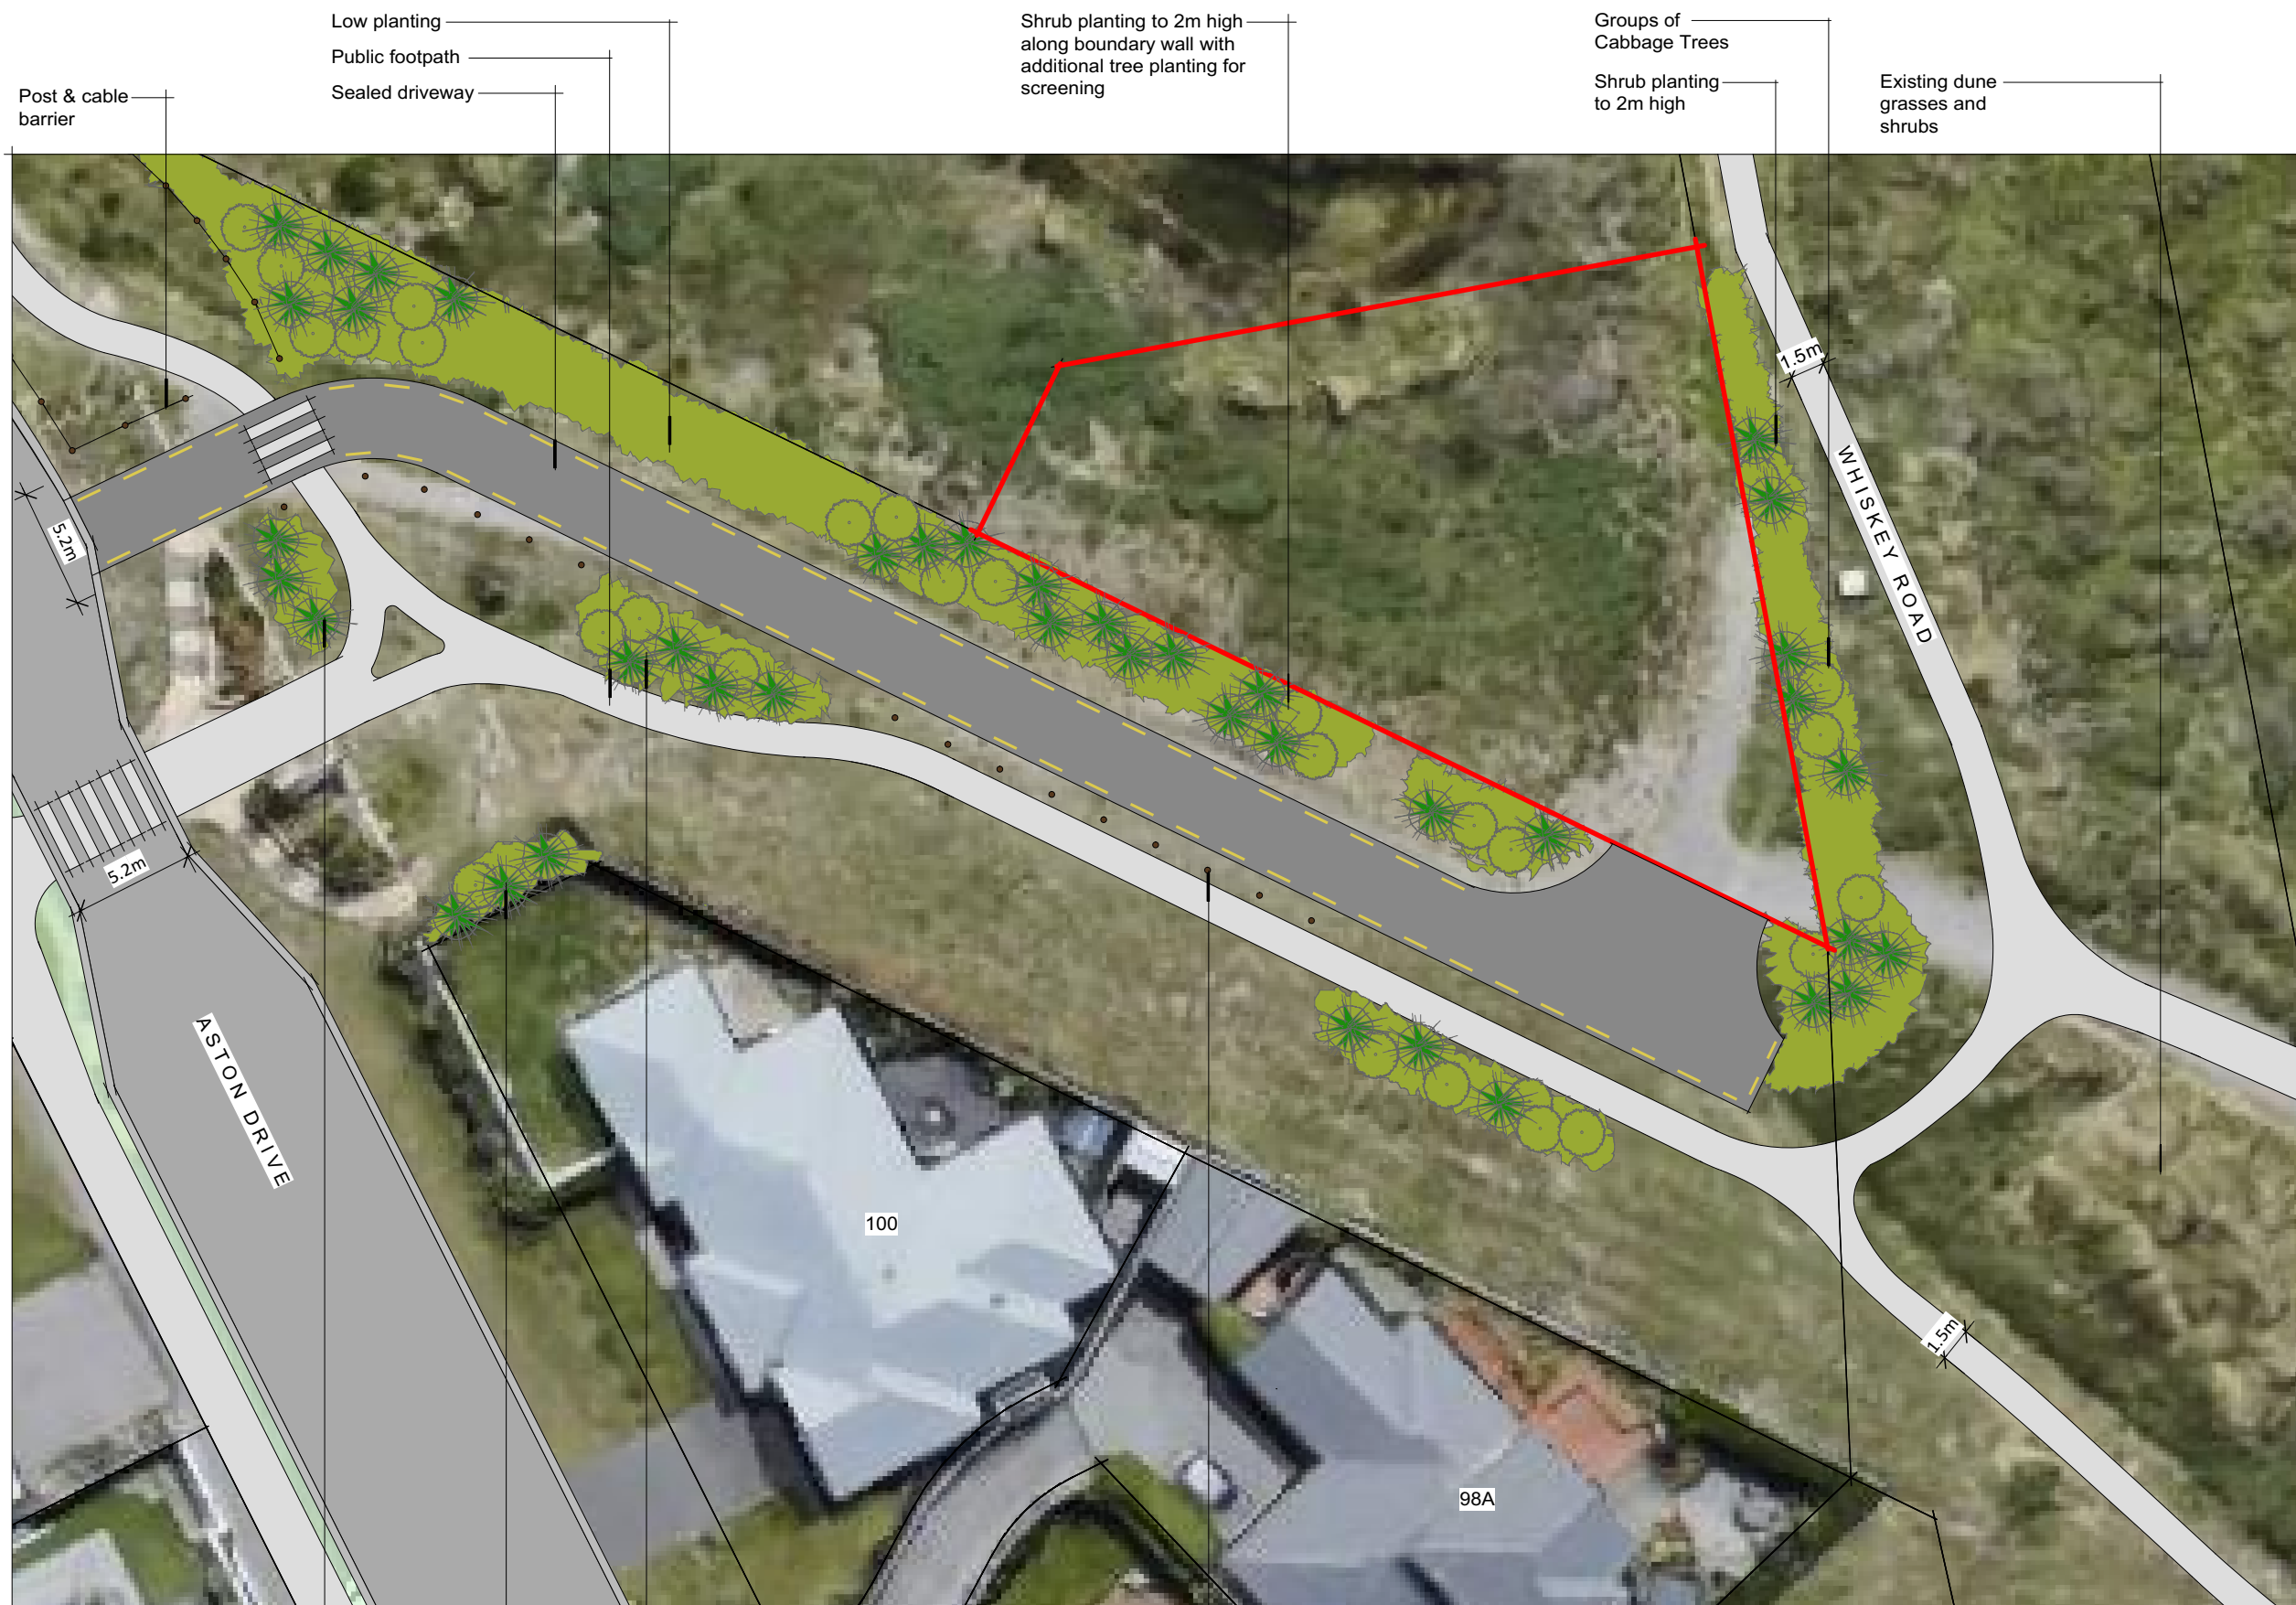 Low planting
Public footpath
Sealed driveway
Post & cable
barrier
Shrub planting to 2m high
along boundary wall with
additional tree planting for
screening
Groups of
Cabbage Trees
Shrub planting
to 2m high
Existing dune
grasses and
shrubs
1.5m
WHISKEY ROAD
5.2m
5.2m
ASTON DRIVE
100
98A
1.5m